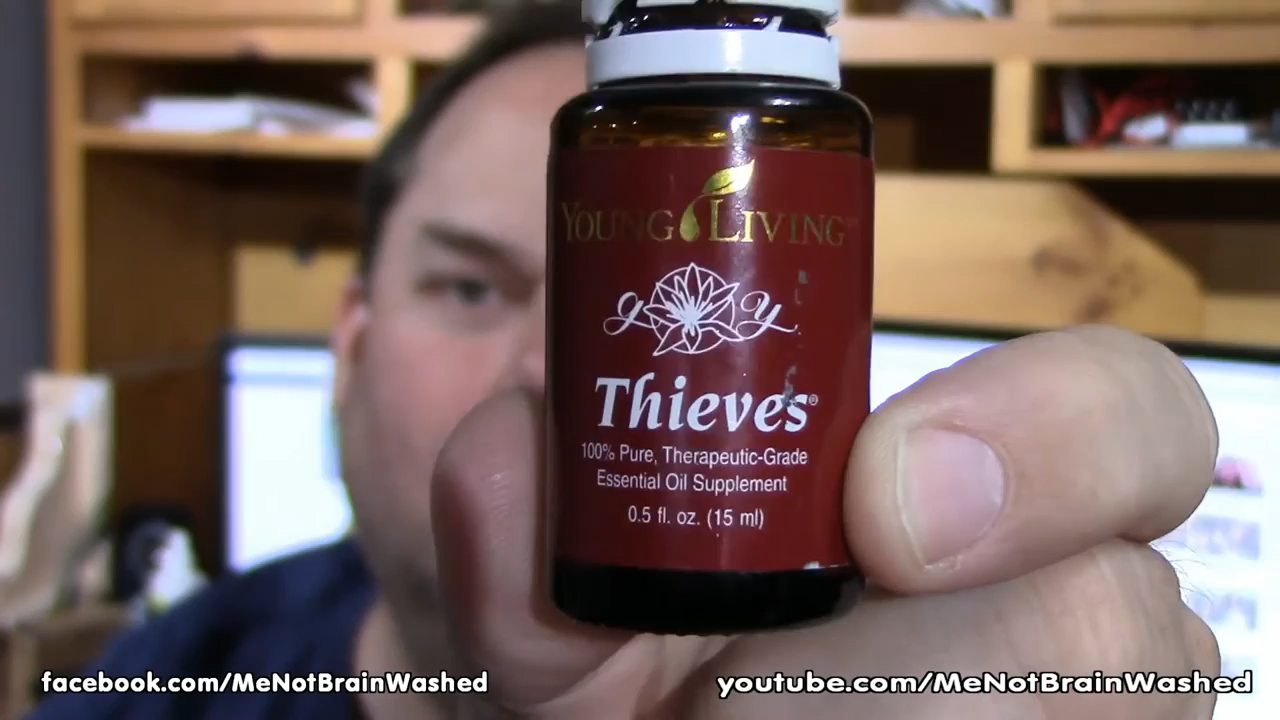 YOUNG LIVING™
g y
Thieves®
100% Pure, Therapeutic-Grade
Essential Oil Supplement
0.5 fl. oz. (15 ml)
facebook.com/MeNotBrainWashed
youtube.com/MeNotBrainWashed